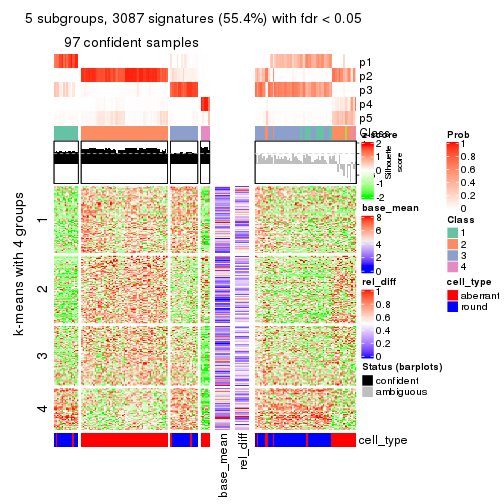 5 subgroups, 3087 signatures (55.4%) with fdr < 0.05
97 confident samples
p1
p2
p3
p4
p5
Class
Silhouette
score
k-means with 4 groups
1
2
3
4
base_mean
rel_diff
cell_type
z-score
2
1
0
-1
-2
base_mean
8
6
4
2
0
rel_diff
1
0.8
0.6
0.4
0.2
0
Status (barplots)
confident
ambiguous
Prob
1
0.8
0.6
0.4
0.2
0
Class
1
2
3
4
cell_type
aberrant
round